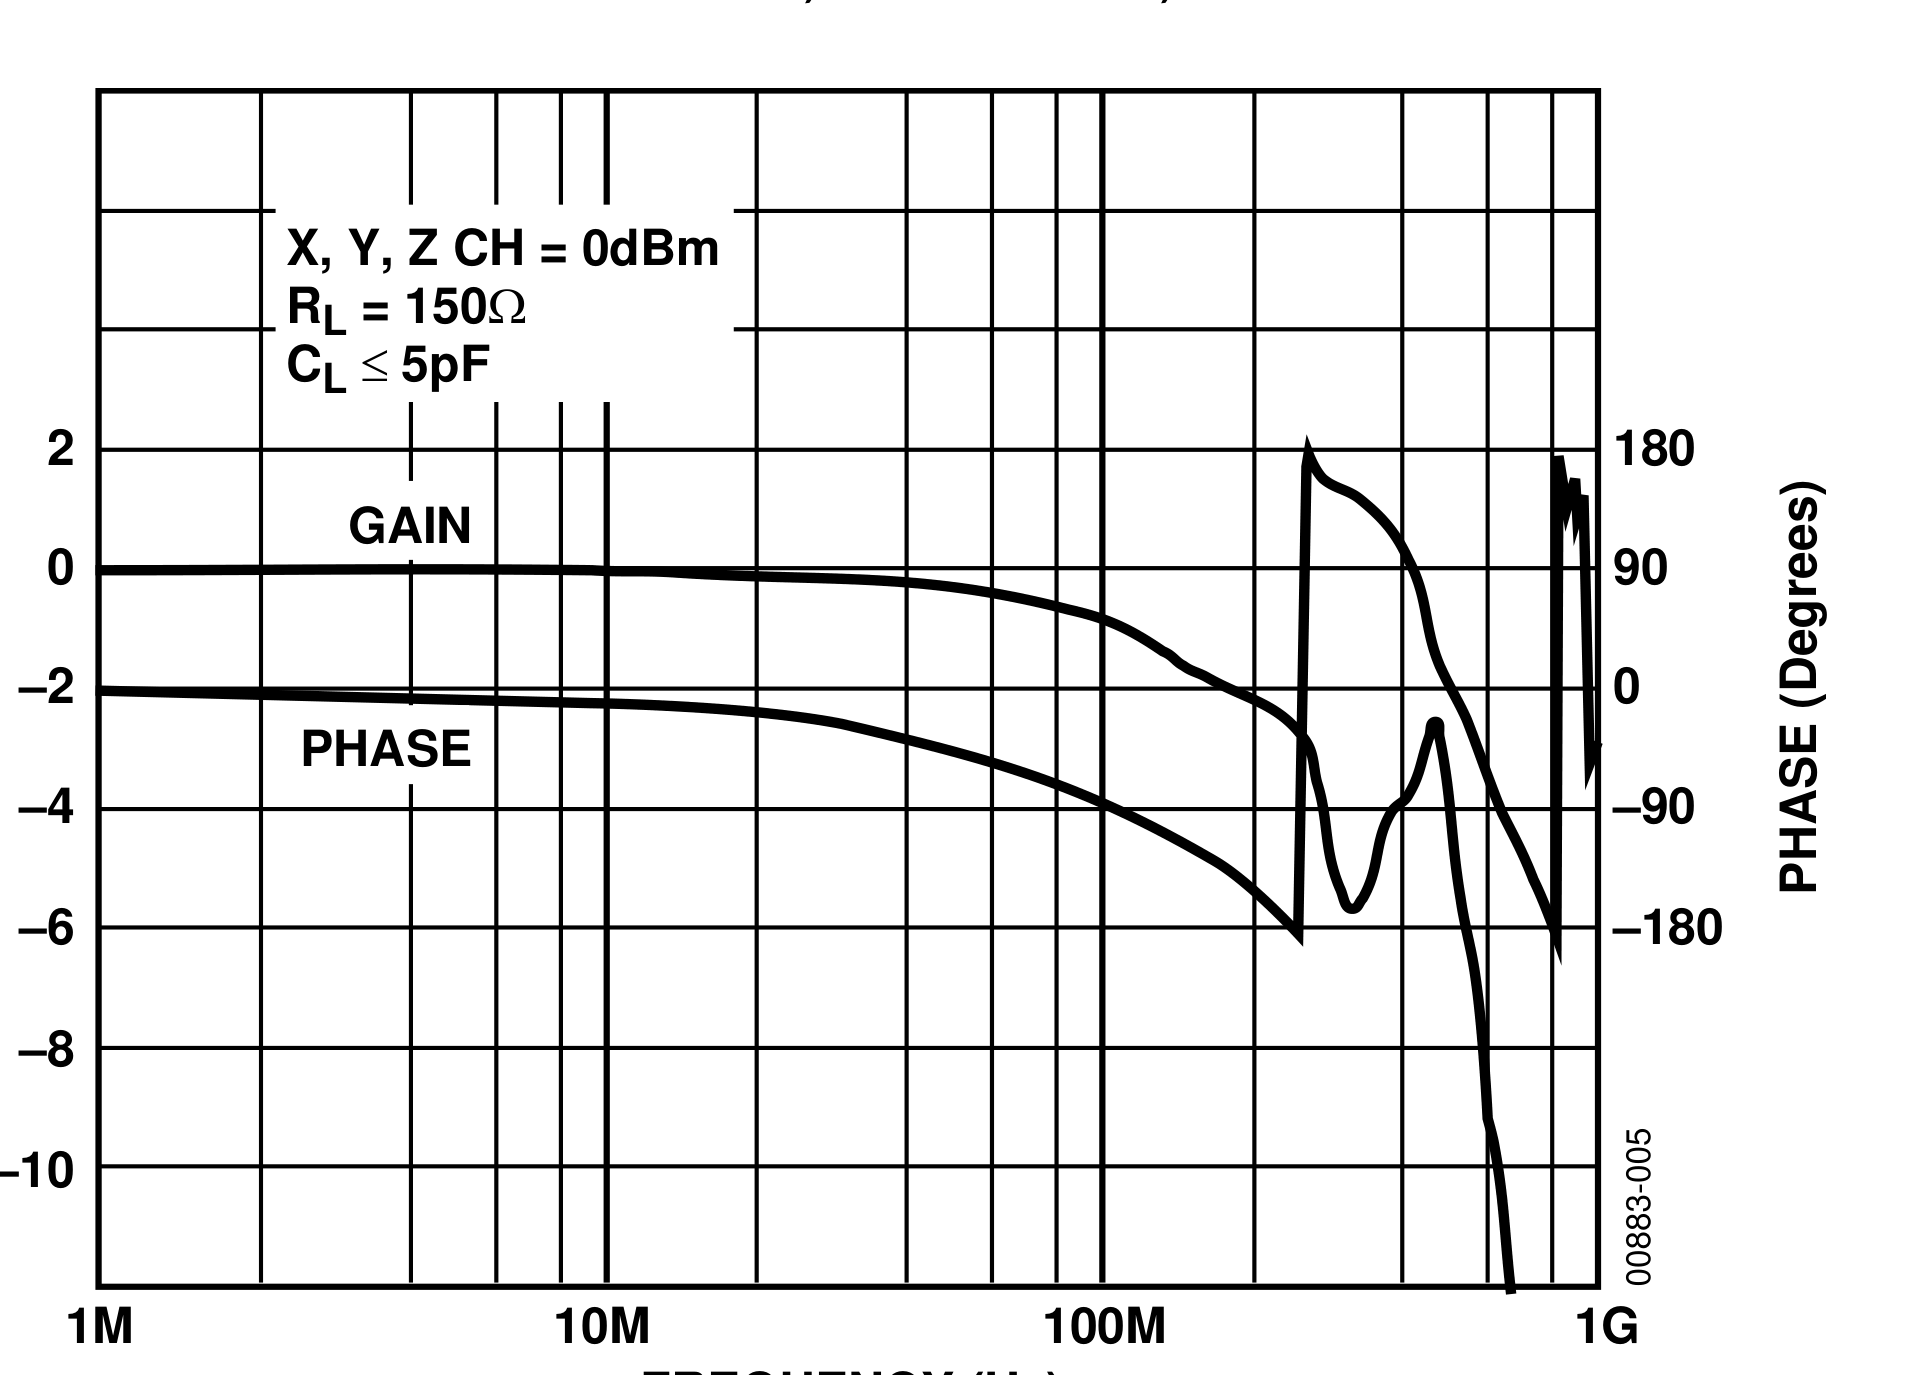 X, Y, Z CH = 0dBm
RL = 150Ω
CL ≤ 5pF
2
0
–2
–4
–6
–8
–10
GAIN
PHASE
180
90
0
–90
–180
PHASE (Degrees)
00883-005
1M
10M
100M
1G